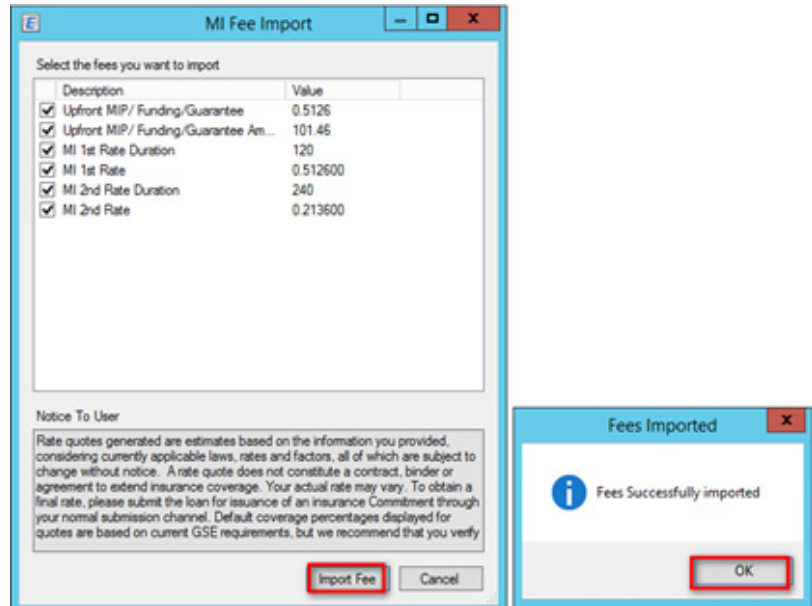 E
MI Fee Import
Select the fees you want to import
Description Value
Upfront MIP/ Funding/Guarantee 0.5126
Upfront MIP/ Funding/Guarantee Am... 101.46
MI 1st Rate Duration 120
MI 1st Rate 0.512600
MI 2nd Rate Duration 240
MI 2nd Rate 0.213600
Notice To User
Rate quotes generated are estimates based on the information you provided,
considering currently applicable laws, rates and factors, all of which are subject to
change without notice. A rate quote does not constitute a contract, binder or
agreement to extend insurance coverage. Your actual rate may vary. To obtain a
final rate, please submit the loan for issuance of an insurance Commitment through
your normal submission channel. Default coverage percentages displayed for
quotes are based on current GSE requirements, but we recommend that you verify
Import Fee Cancel
Fees Imported
Fees Successfully imported
OK